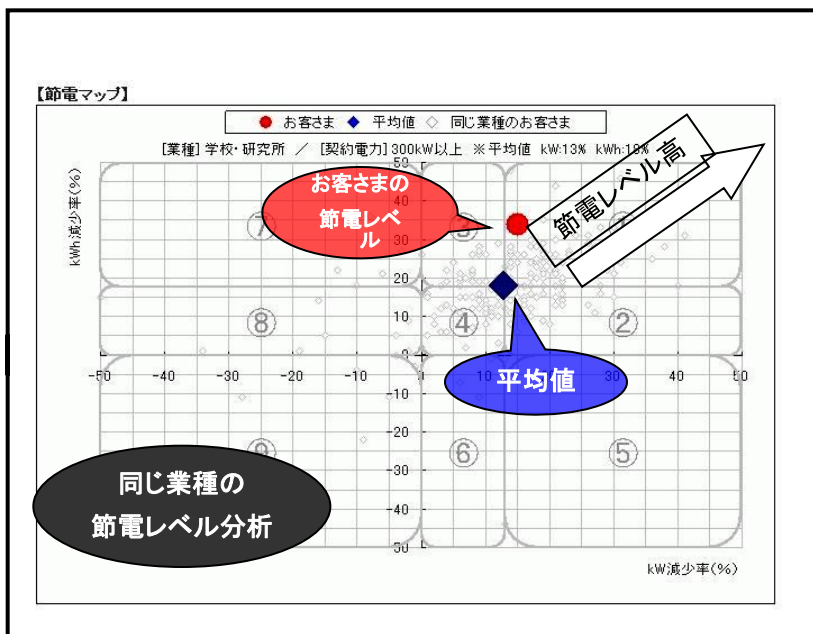 【節電マップ】
お客さま 平均値 同じ業種のお客さま
[業種] 学校・研究所 ／ [契約電力] 300kW以上 ※平均値 kW:13% kWh:18%
kWh減少率(%)
50
40
30
20
10
0
-10
-20
-30
-40
-50
-40
-30
-20
-10
10
30
40
50
お客さまの
節電レベ
ル
節電レベル高
平均値
同じ業種の
節電レベル分析
⑦
③
⑧
④
②
⑥
⑤
kW減少率(%)